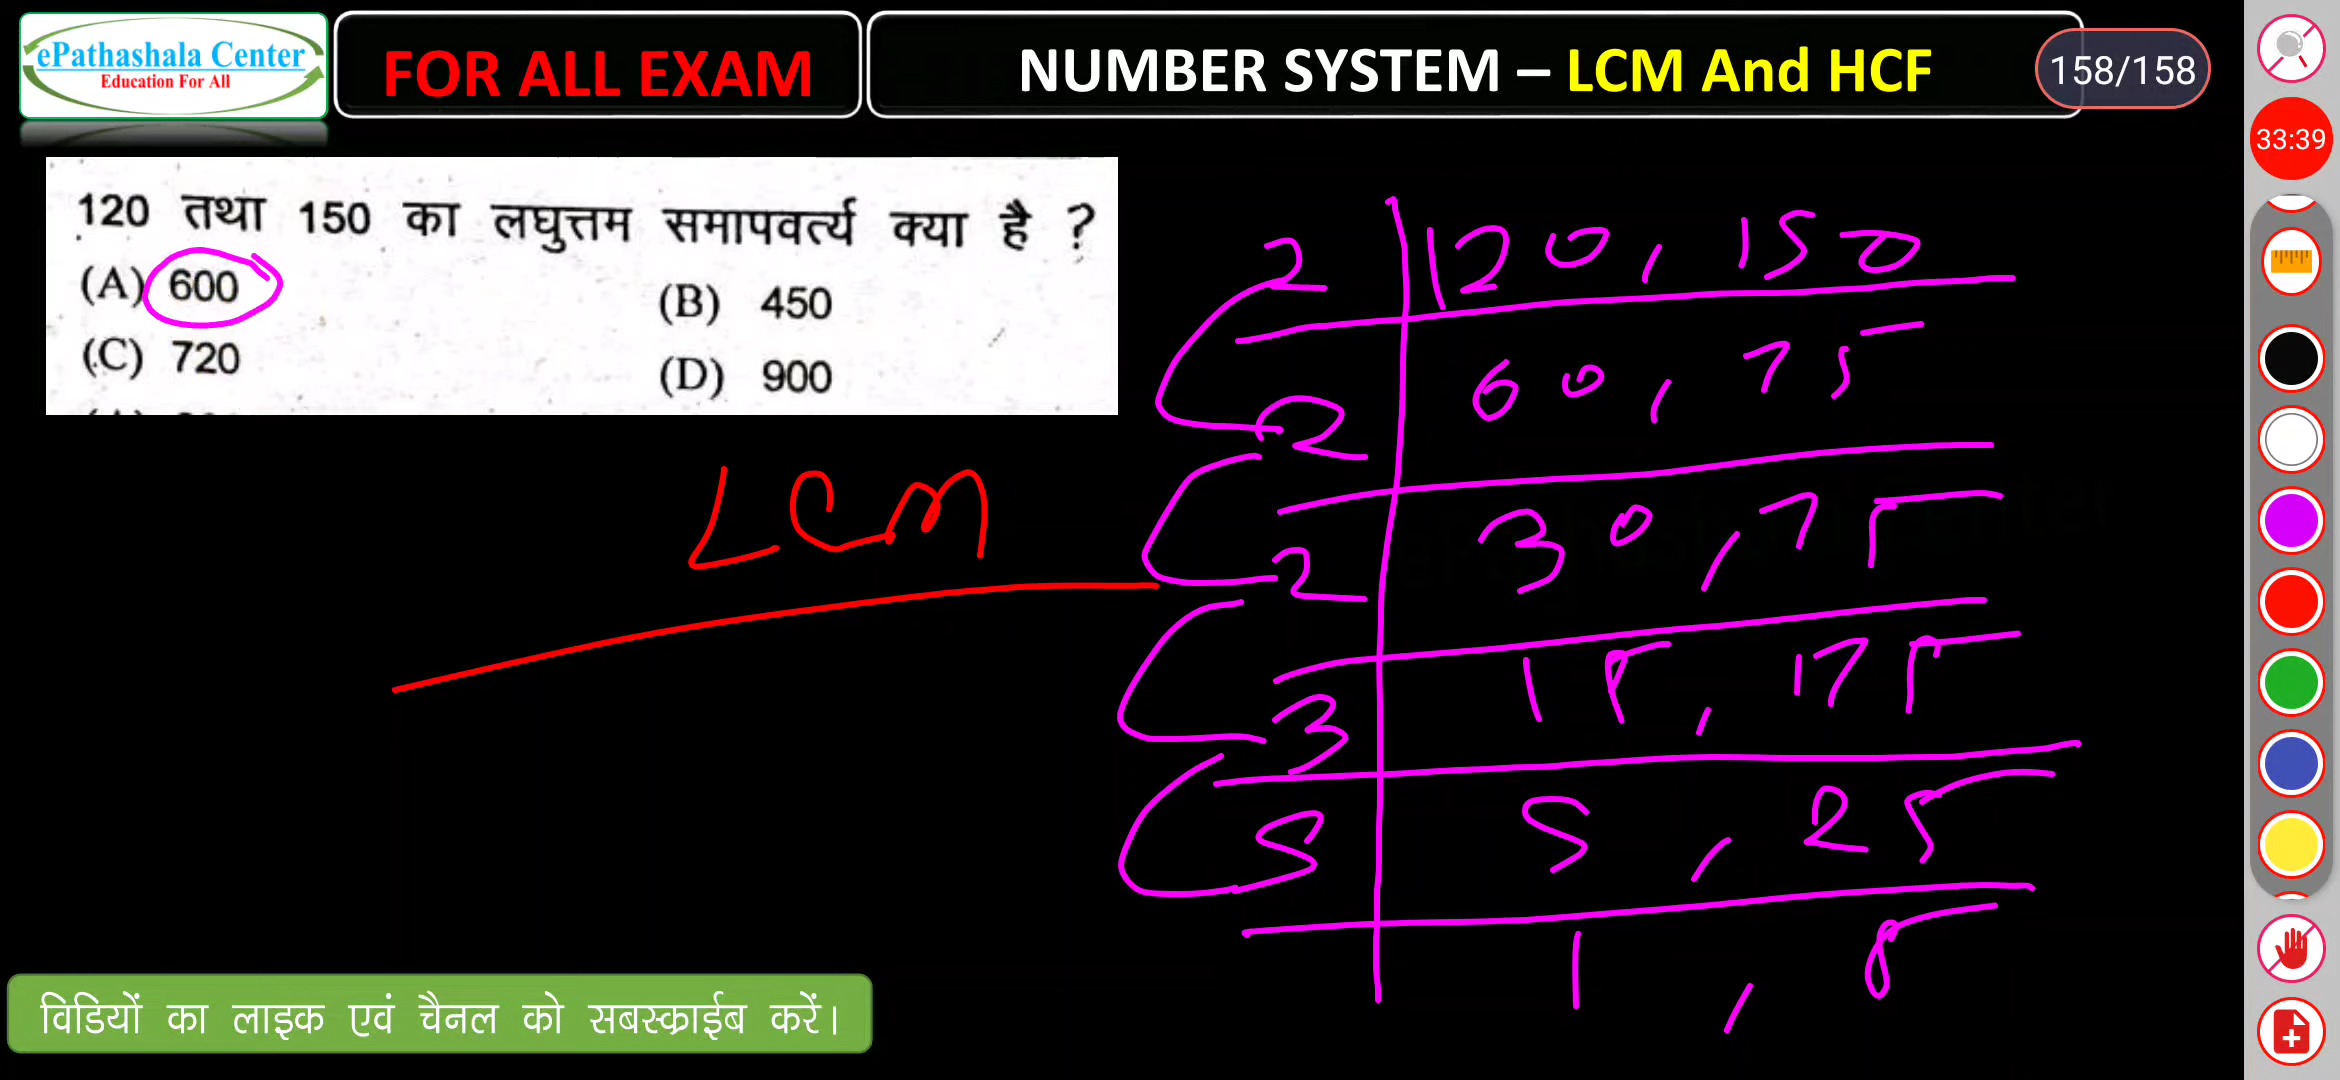 ePathashala Center
Education For All
FOR ALL EXAM
NUMBER SYSTEM – LCM And HCF
158/158
33:39
120 तथा 150 का लघुत्तम समापवर्त्य क्या है ?
(A) 600
(B) 450
(C) 720
(D) 900
LCM
2 120, 150
2 60, 75
2 30, 75
3 15, 175
5 5, 25
1,
विडियों का लाइक एवं चैनल को सबस्क्राईब करें।